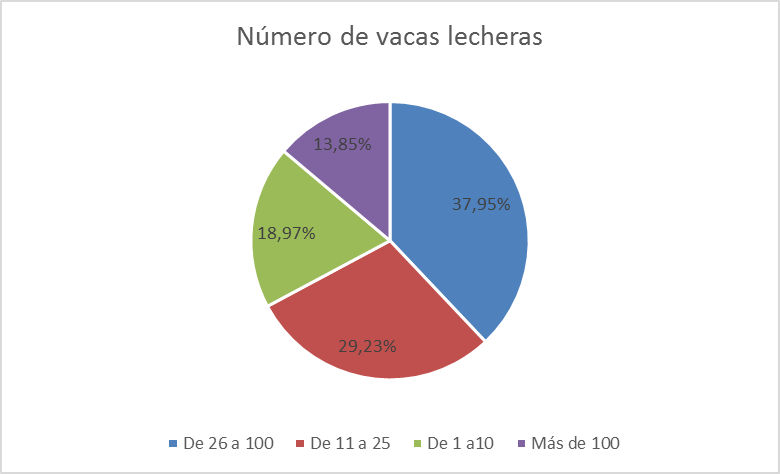 Número de vacas lecheras
13,85%
37,95%
18,97%
29,23%
De 26 a 100 De 11 a 25 De 1 a10 Más de 100